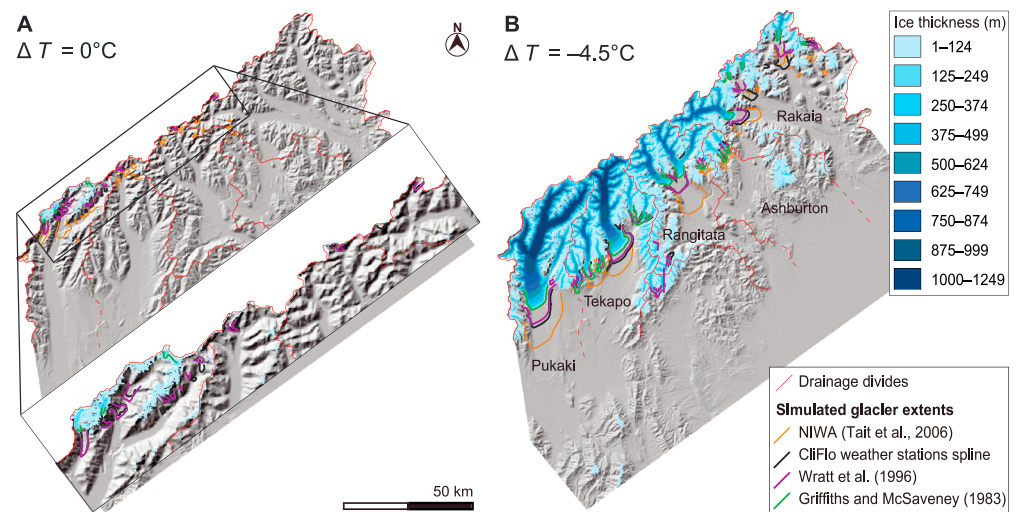 A
Δ T = 0°C
N
50 km
B
Δ T = –4.5°C
Rakaia
Ashburton
Rangitata
Tekapo
Pukaki
Ice thickness (m)
1–124
125–249
250–374
375–499
500–624
625–749
750–874
875–999
1000–1249
Drainage divides
SImulated glacler extents
NIWA (Tait et al., 2006)
CliFlo weather stations spline
Wratt et al. (1996)
Griffiths and McSaveney (1983)